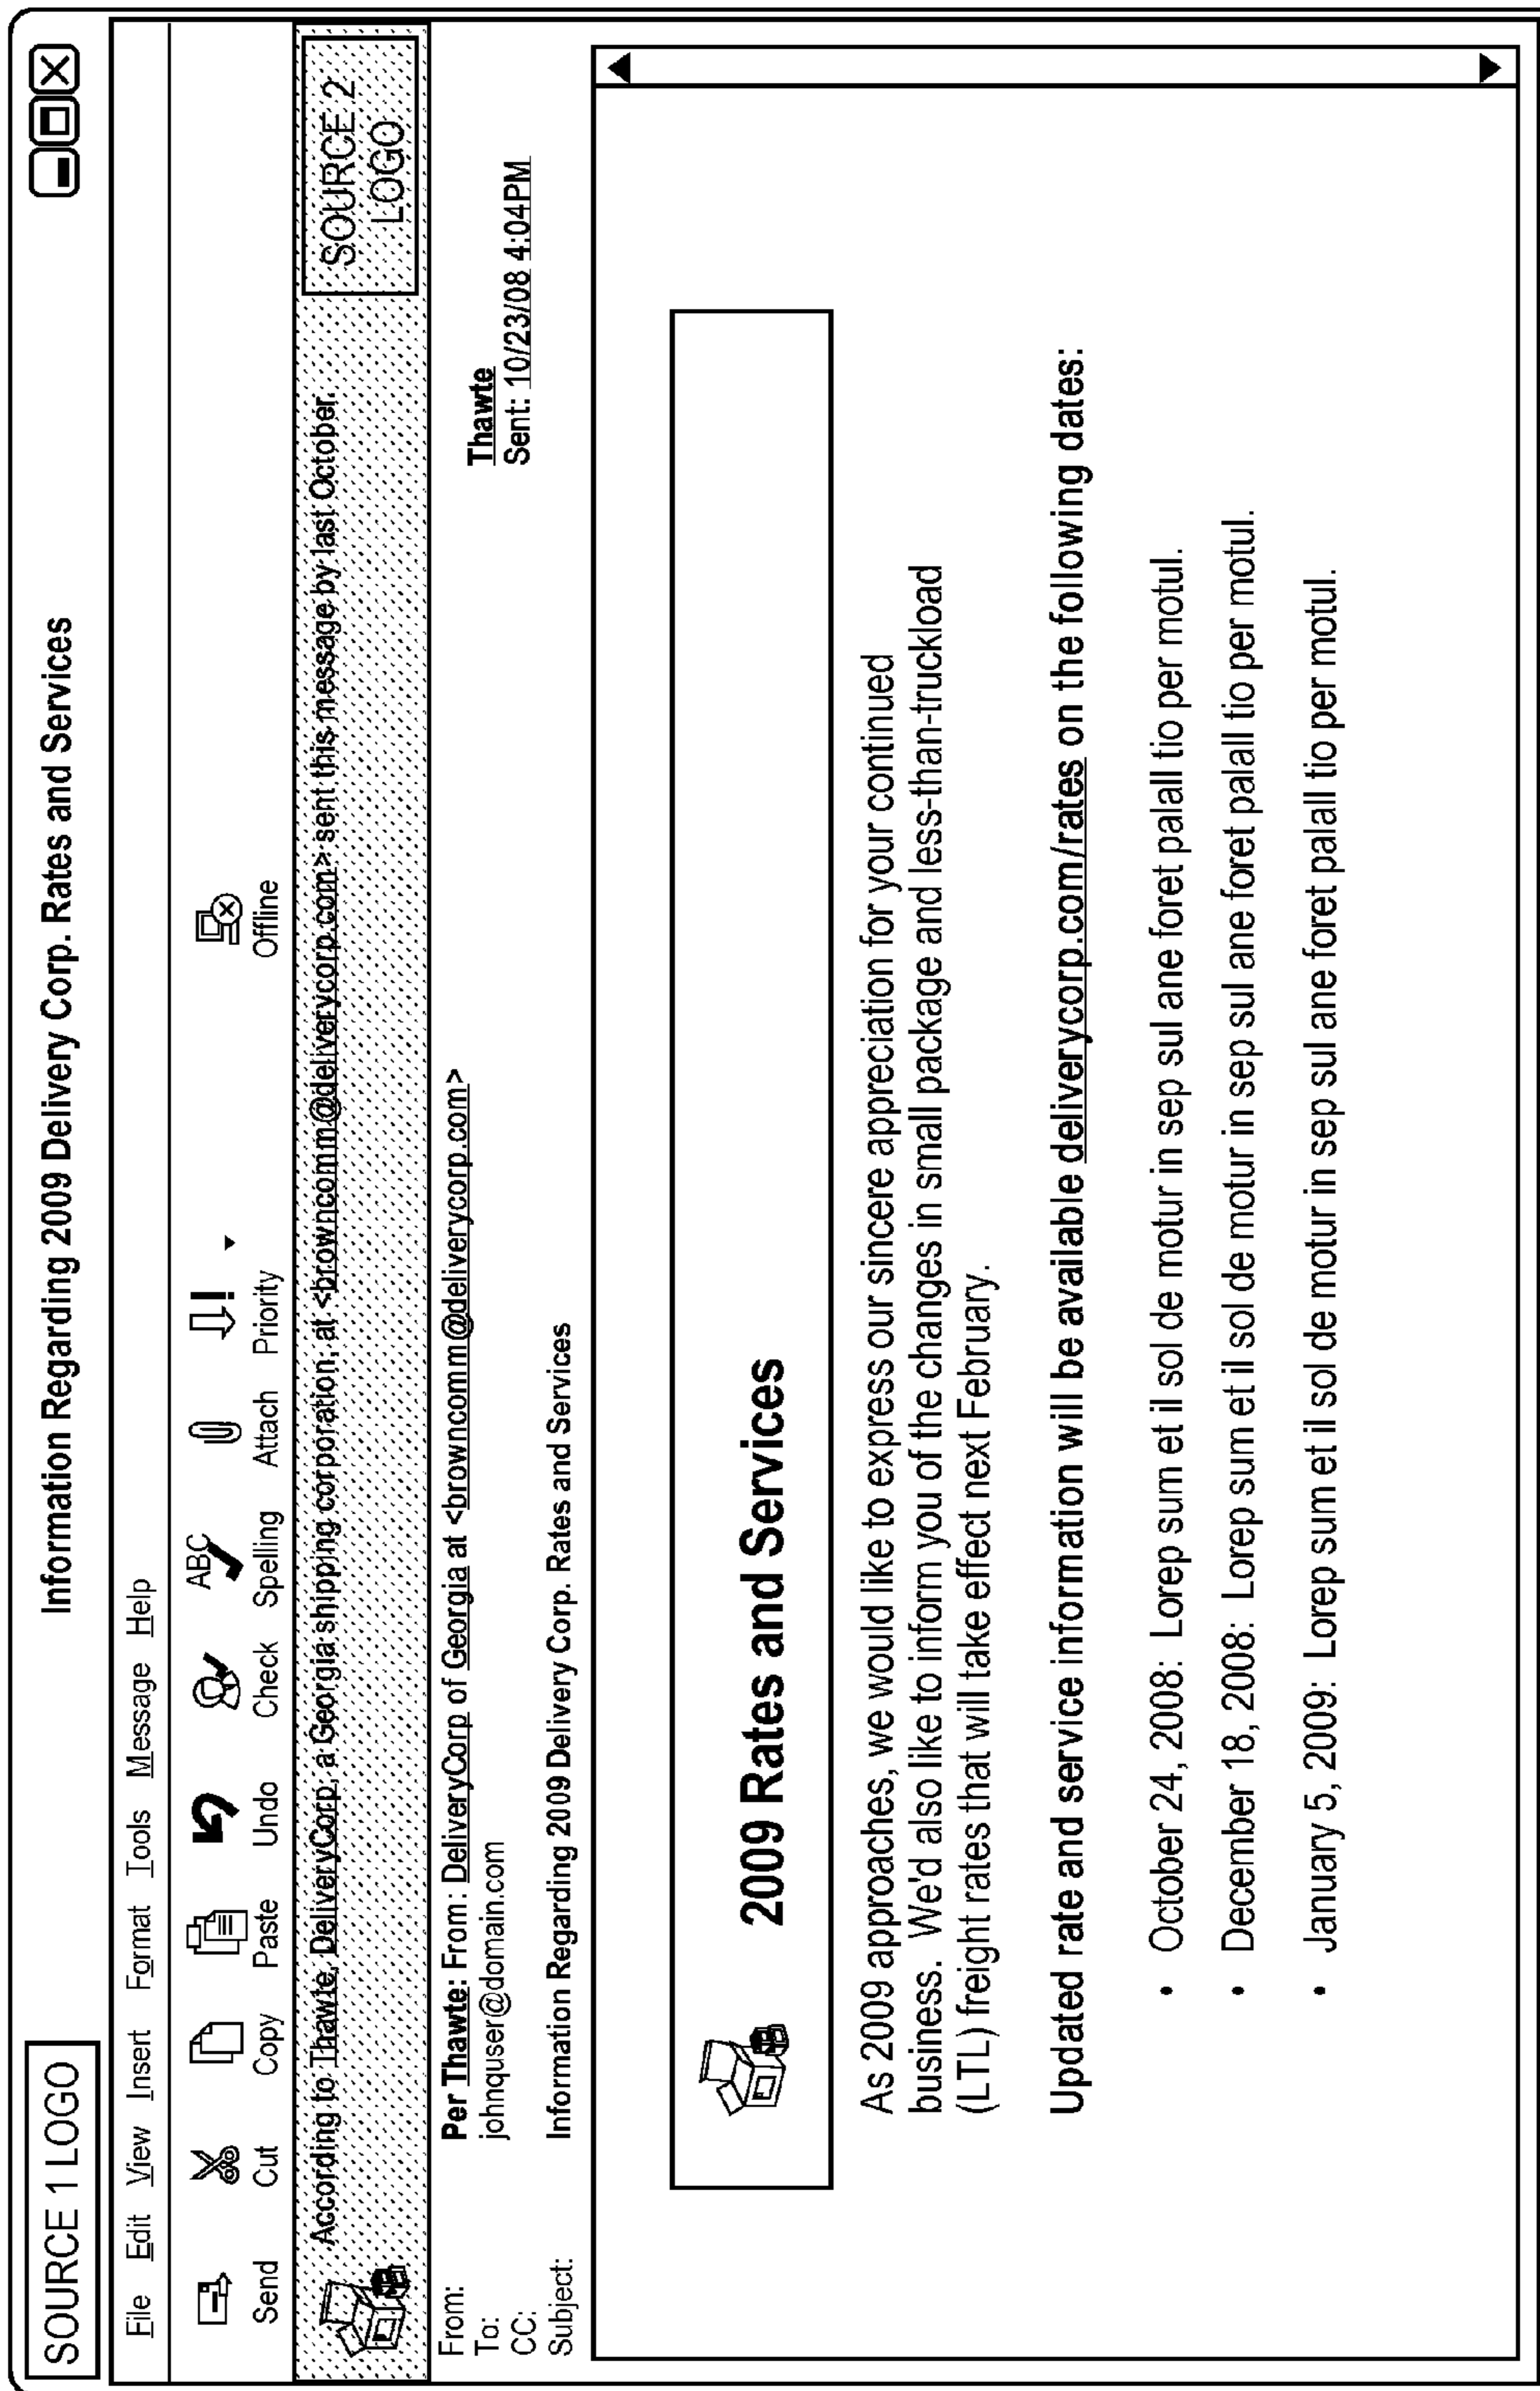 SOURCE 1 LOGO
Information Regarding 2009 Delivery Corp. Rates and Services
File Edit View Insert Format Tools Message Help
ABC
Send Cut Copy Paste Undo Check Spelling Attach Priority Offline
According to Thawte, DeliveryCorp, a Georgia shipping corporation, at <browncomm@deliverycorp.com> sent this message by last October.
SOURCE 2
LOGO
From: Per Thawte: From : DeliveryCorp of Georgia at <browncomm@deliverycorp.com>
Thawte
To: johnquser@domain.com
Sent: 10/23/08 4:04PM
CC:
Subject: Information Regarding 2009 Delivery Corp. Rates and Services
2009 Rates and Services
As 2009 approaches, we would like to express our sincere appreciation for your continued
business. We'd also like to inform you of the changes in small package and less-than-truckload
(LTL) freight rates that will take effect next February.
Updated rate and service information will be available deliverycorp.com/rates on the following dates:
• October 24, 2008: Lorep sum et il sol de motur in sep sul ane foret palall tio per motul.
• December 18, 2008: Lorep sum et il sol de motur in sep sul ane foret palall tio per motul.
• January 5, 2009: Lorep sum et il sol de motur in sep sul ane foret palall tio per motul.